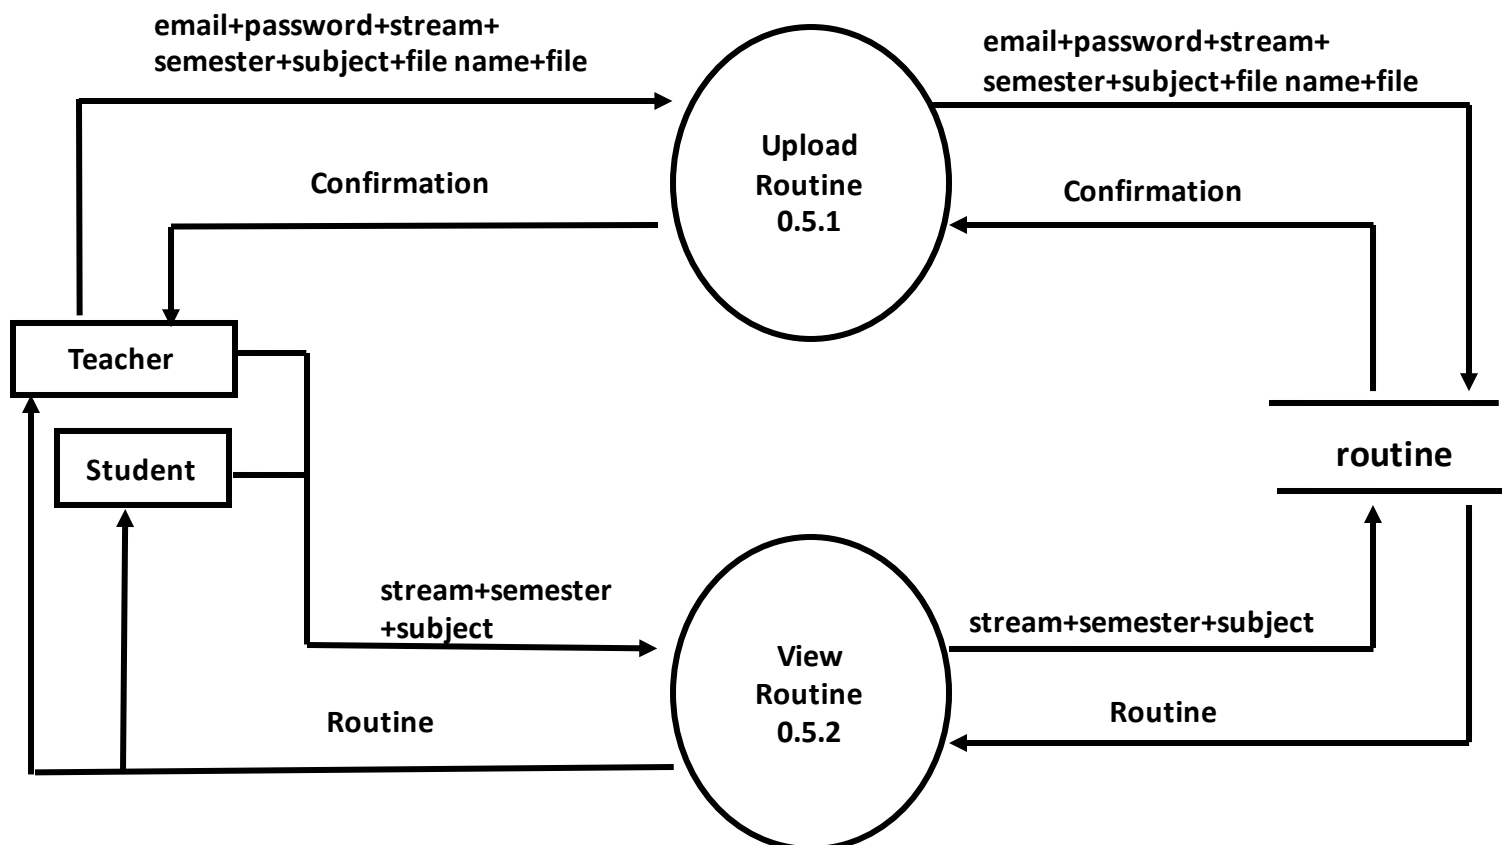 email+password+stream+
semester+subject+file name+file
email+password+stream+
semester+subject+file name+file
Upload
Routine
0.5.1
Confirmation
Confirmation
Teacher
Student
routine
stream+semester
+subject
stream+semester+subject
View
Routine
0.5.2
Routine
Routine